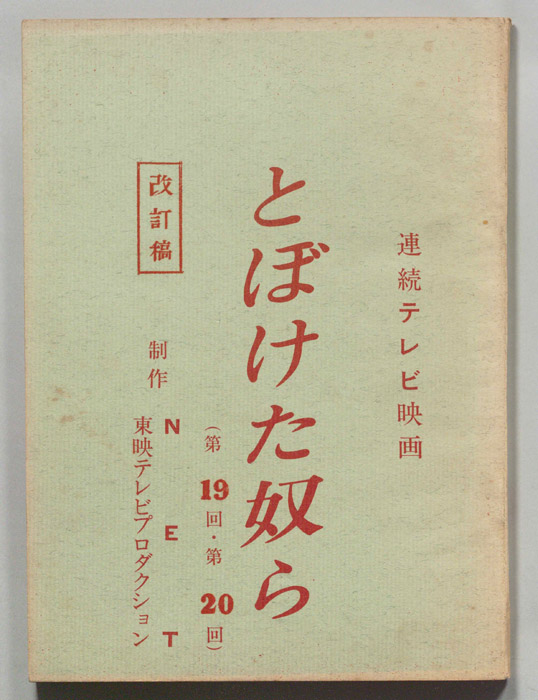 連続テレビ映画
とぼけた奴ら
（第19回・第20回）
改訂稿
制作
NET
東映テレビプロダクション